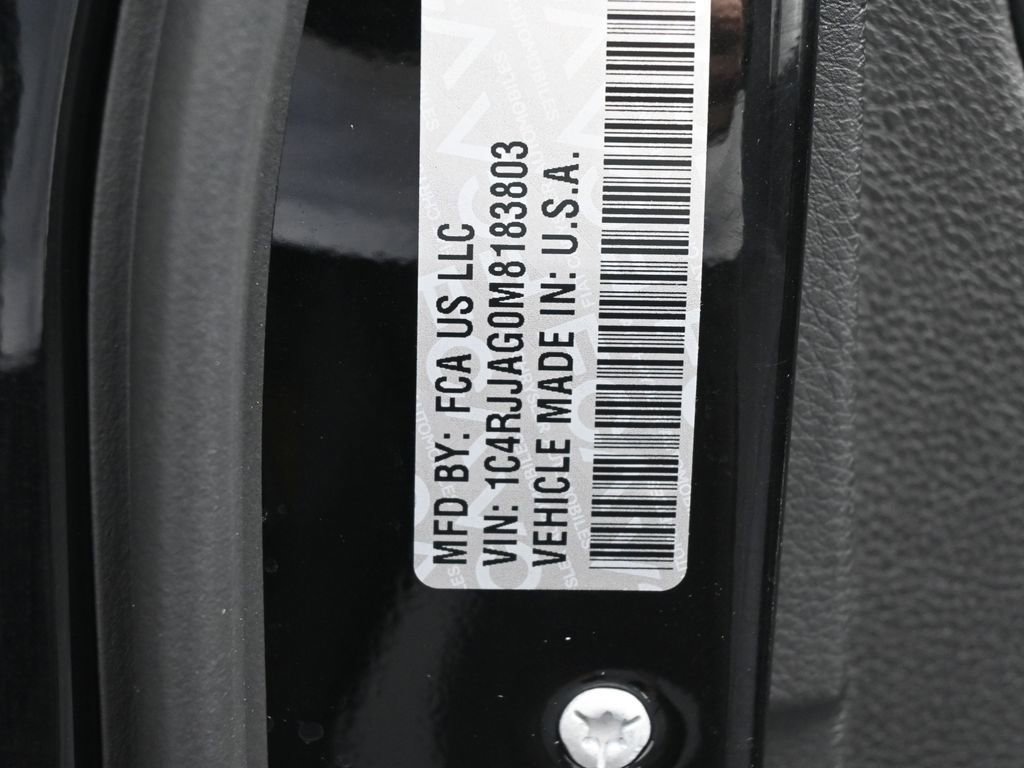 MFD BY: FCA US LLC
VIN: 1C4RJJAG0M8183803
VEHICLE MADE IN: U.S.A.